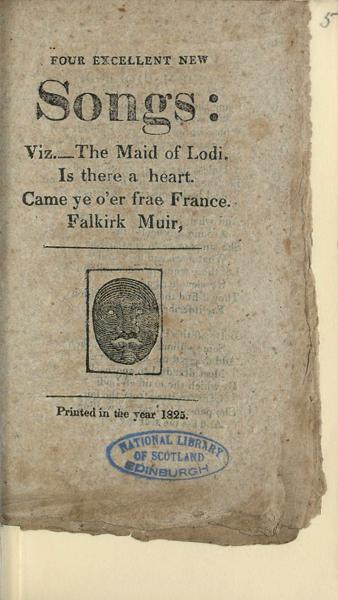 5
FOUR EXCELLENT NEW
Songs:
Viz.—The Maid of Lodi.
Is there a heart.
Came ye o'er frae France.
Falkirk Muir,
Printed in the year 1825.
NATIONAL LIBRARY
OF SCOTLAND
EDINBURGH